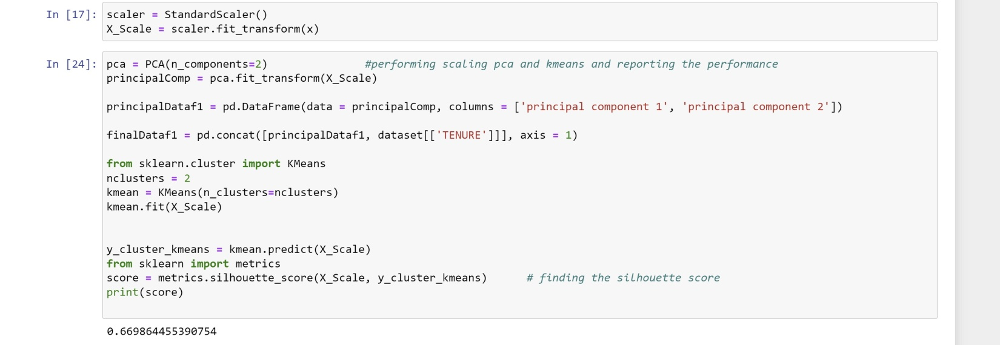 In [17]: scaler = StandardScaler()
X_Scale = scaler.fit_transform(x)
In [24]: pca = PCA(n_components=2) #performing scaling pca and kmeans and reporting the performance
principalComp = pca.fit_transform(X_Scale)
principalDataf1 = pd.DataFrame(data = principalComp, columns = ['principal component 1', 'principal component 2'])
finalDataf1 = pd.concat([principalDataf1, dataset[['TENURE']]], axis = 1)
from sklearn.cluster import KMeans
nclusters = 2
kmean = KMeans(n_clusters=nclusters)
kmean.fit(X_Scale)
y_cluster_kmeans = kmean.predict(X_Scale)
from sklearn import metrics
score = metrics.silhouette_score(X_Scale, y_cluster_kmeans) # finding the silhouette score
print(score)
0.669864455390754